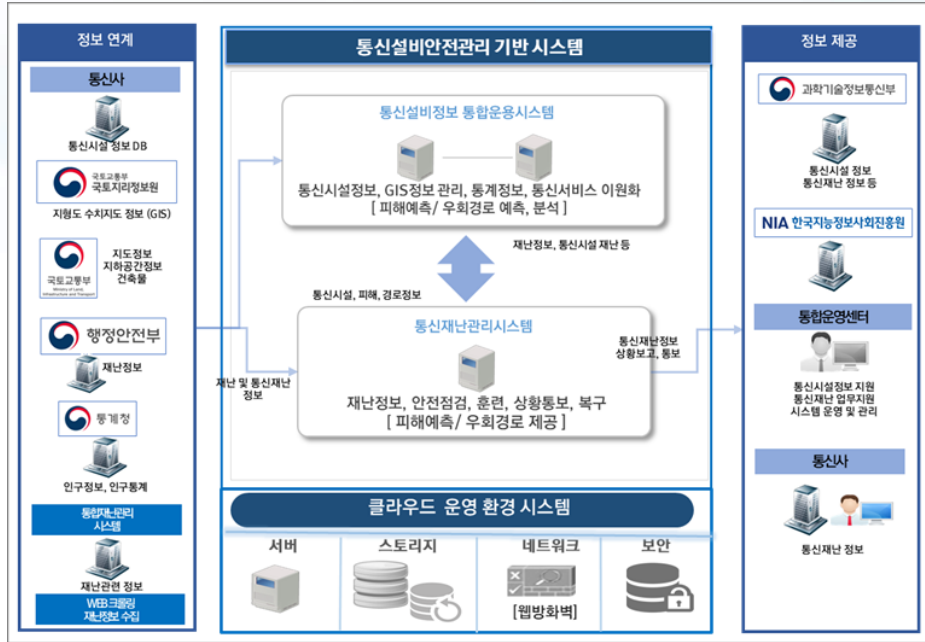 정보 연계
통신사
통신시설 정보 DB
국토교통부
국토지리정보원
지형도 수치지도 정보 (GIS)
국토교통부
Ministry of Land,
Infrastructure and Transport
지도정보
지하공간정보
건축물
행정안전부
재난정보
통계청
인구정보, 인구통계
통합재난관리
시스템
재난관련 정보
WEB 크롤링
재난정보 수집
통신설비안전관리 기반 시스템
통신설비정보 통합운용시스템
통신시설정보, GIS정보 관리, 통계정보, 통신서비스 이원화
[ 피해예측/ 우회경로 예측, 분석 ]
재난정보, 통신시설 재난 등
통신시설, 피해, 경로정보
통신재난관리시스템
재난정보, 안전점검, 훈련, 상황통보, 복구
[ 피해예측/ 우회경로 제공 ]
재난 및 통신재난
정보
통신재난정보
상황보고, 통보
클라우드 운영 환경 시스템
서버
스토리지
네트워크
보안
[웹방화벽]
정보 제공
과학기술정보통신부
통신시설 정보
통신재난 정보 등
NIA 한국지능정보사회진흥원
통합운영센터
통신시설정보 지원
통신재난 업무지원
시스템 운영 및 관리
통신사
통신재난 정보